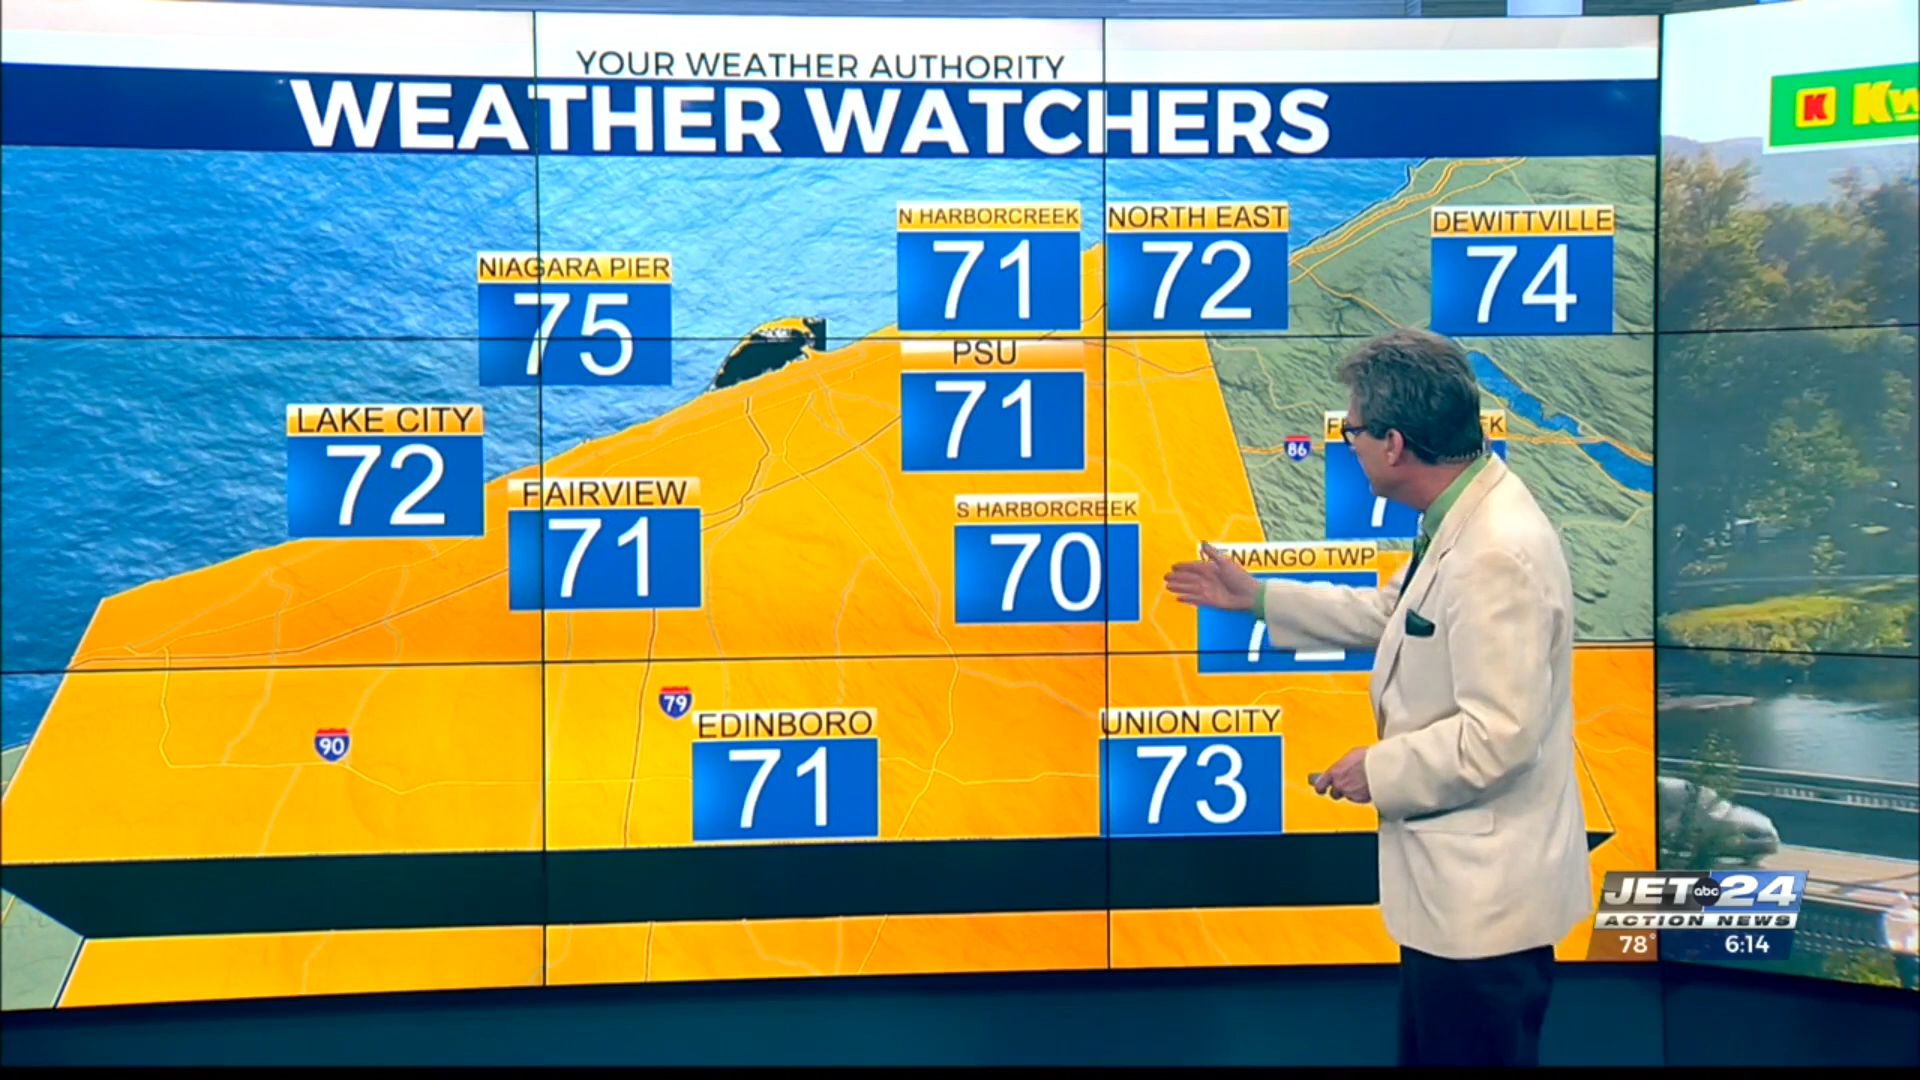 YOUR WEATHER AUTHORITY
WEATHER WATCHERS
K
N HARBORCREEK
71
NORTH EAST
72
DEWITTVILLE
74
NIAGARA PIER
75
PSU
71
LAKE CITY
72
86
FAIRVIEW
71
S HARBORCREEK
70
TWP
79
90
EDINBORO
71
UNION CITY
73
JET abc 24
ACTION NEWS
78° 6:14